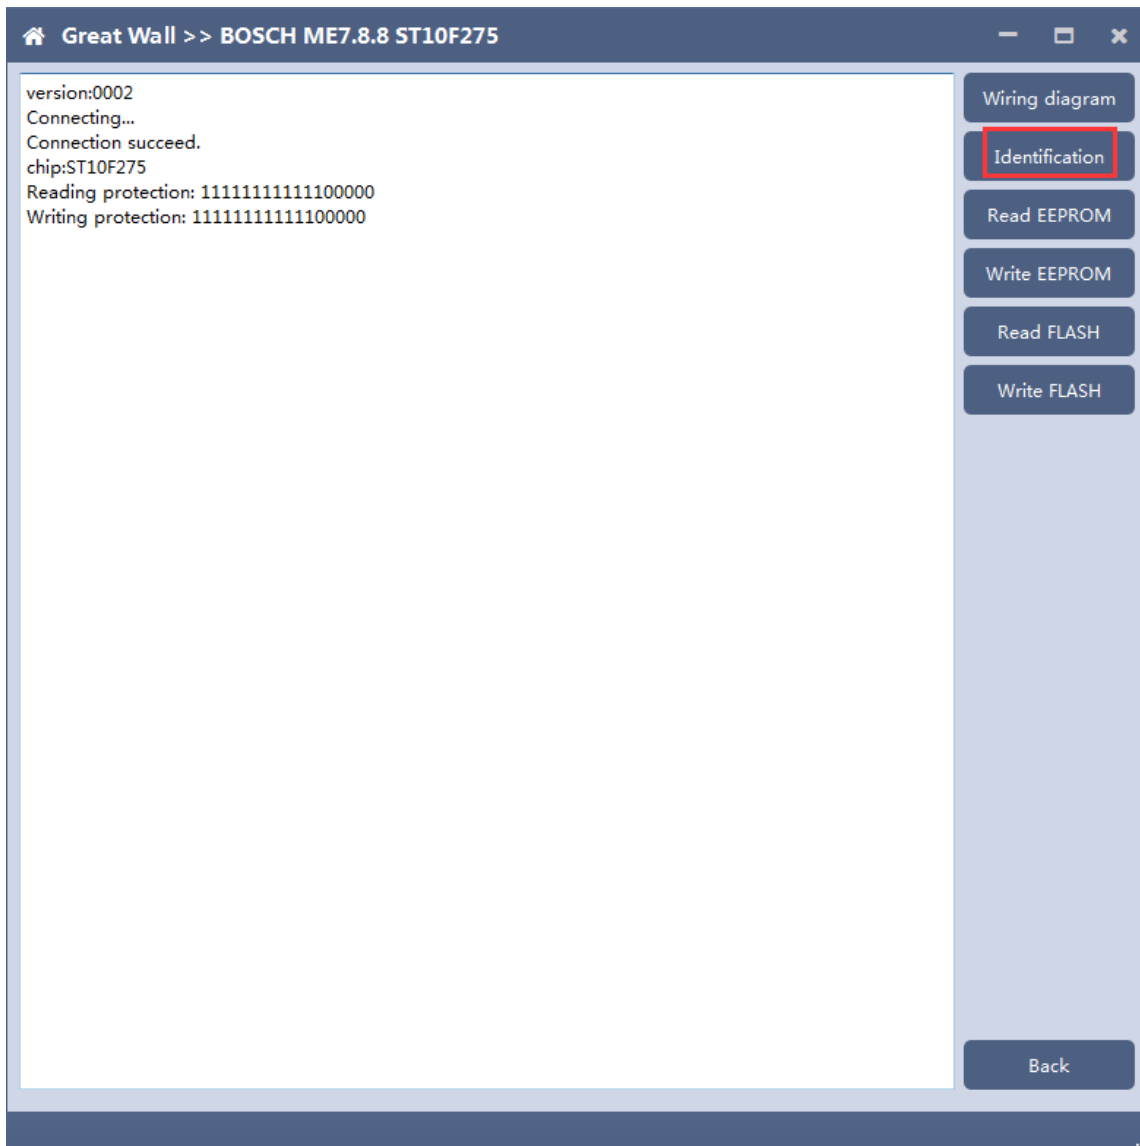 Great Wall >> BOSCH ME7.8.8 ST10F275
version:0002
Connecting...
Connection succeed.
chip:ST10F275
Reading protection: 11111111111100000
Writing protection: 11111111111100000
Wiring diagram
Identification
Read EEPROM
Write EEPROM
Read FLASH
Write FLASH
Back